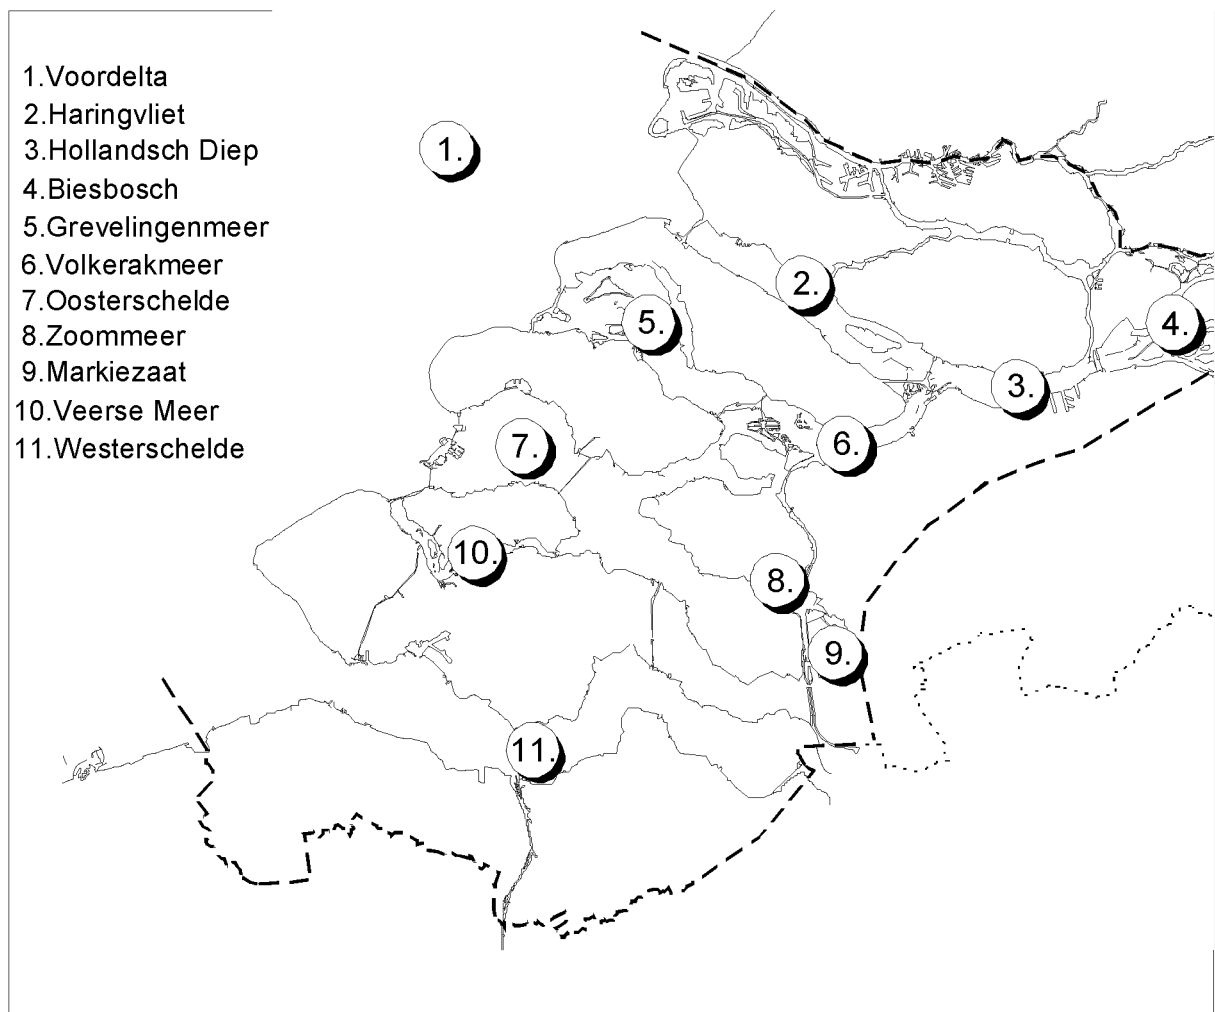 1.Voordelta
2.Haringvliet
3.Hollandsch Diep
4.Biesbosch
5.Grevelingenmeer
6.Volkerakmeer
7.Oosterschelde
8.Zoommeer
9.Markiezaat
10.Veerse Meer
11.Westerschelde
1.
2.
5.
4.
3.
6.
7.
10.
8.
9.
11.